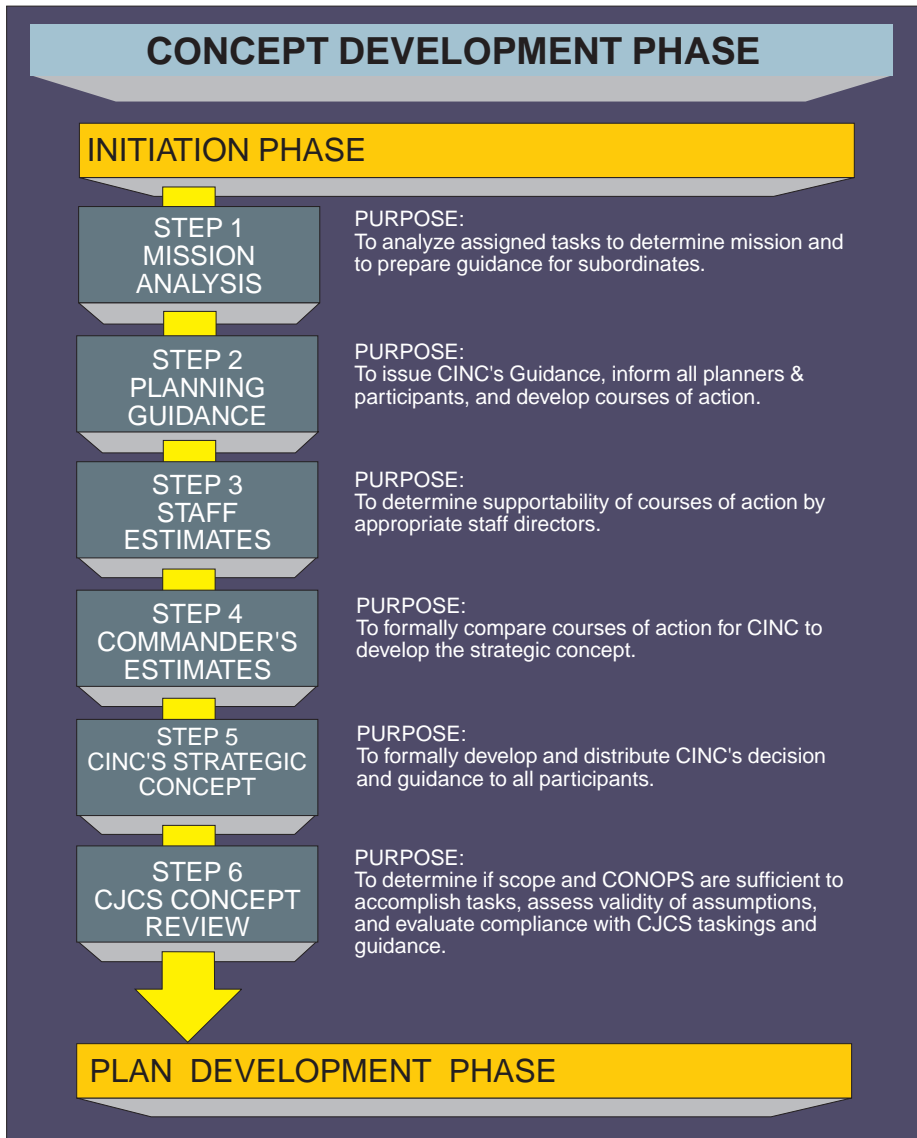 CONCEPT DEVELOPMENT PHASE
INITIATION PHASE
STEP 1
MISSION
ANALYSIS
PURPOSE:
To analyze assigned tasks to determine mission and
to prepare guidance for subordinates.
STEP 2
PLANNING
GUIDANCE
PURPOSE:
To issue CINC's Guidance, inform all planners &
participants, and develop courses of action.
STEP 3
STAFF
ESTIMATES
PURPOSE:
To determine supportability of courses of action by
appropriate staff directors.
STEP 4
COMMANDER'S
ESTIMATES
PURPOSE:
To formally compare courses of action for CINC to
develop the strategic concept.
STEP 5
CINC'S STRATEGIC
CONCEPT
PURPOSE:
To formally develop and distribute CINC's decision
and guidance to all participants.
STEP 6
CJCS CONCEPT
REVIEW
PURPOSE:
To determine if scope and CONOPS are sufficient to
accomplish tasks, assess validity of assumptions,
and evaluate compliance with CJCS taskings and
guidance.
PLAN DEVELOPMENT PHASE